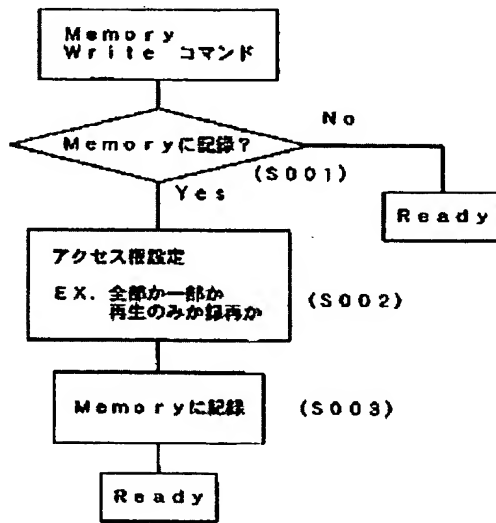 Memory
Write コマンド
No
Memoryに記録?
(S001)
Yes
Ready
アクセス権設定
EX. 全部か一部か
再生のみか録再か
(S002)
Memoryに記録
(S003)
Ready